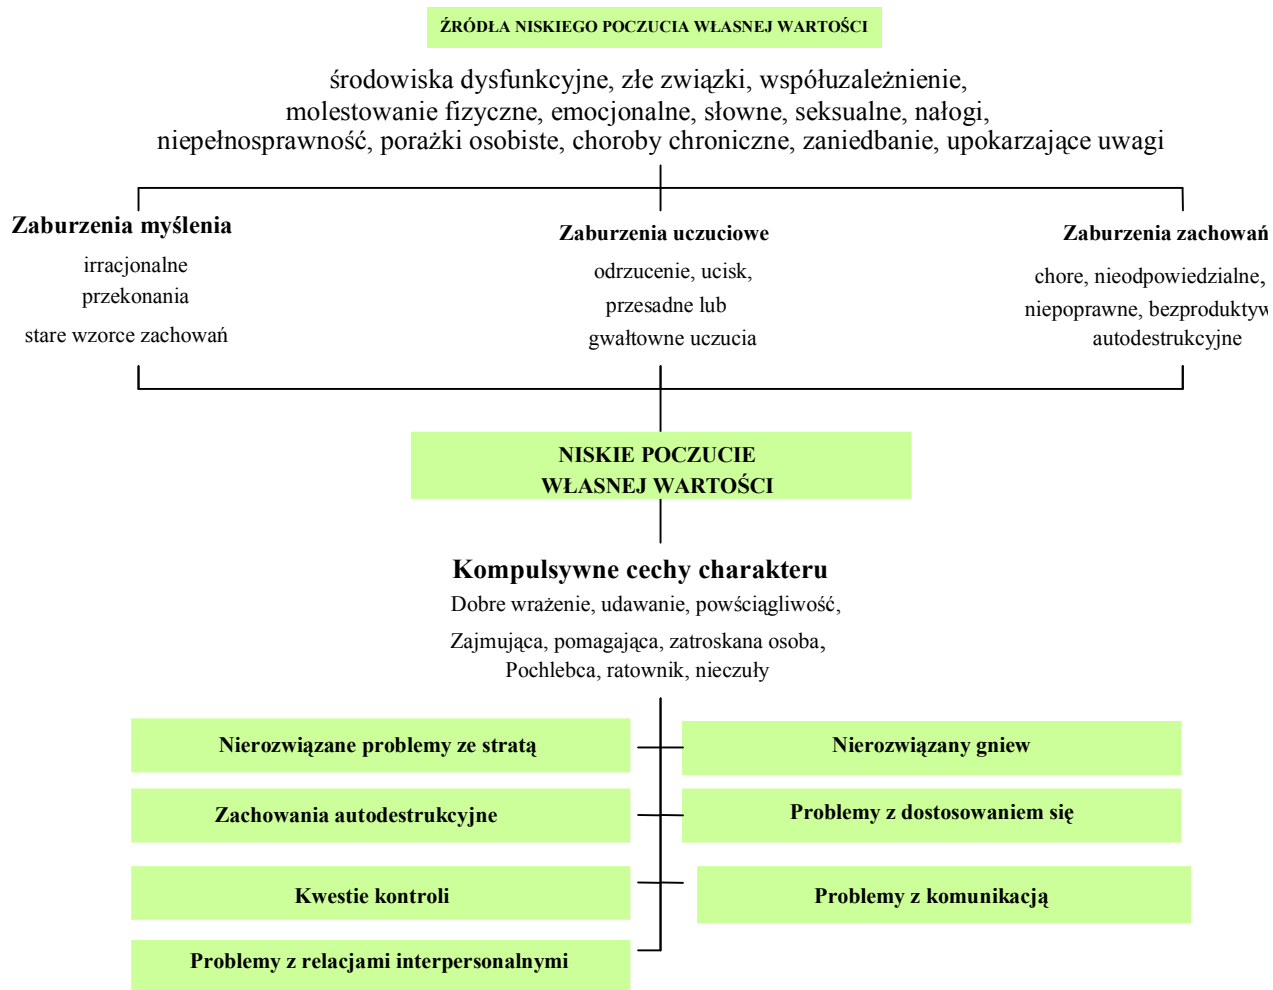 ŹRÓDŁA NISKIEGO POCZUCIA WŁASNEJ WARTOŚCI
środowiska dysfunkcyjne, złe związki, współuzależnienie,
molestowanie fizyczne, emocjonalne, słowne, seksualne, nałogi,
niepełnosprawność, porażki osobiste, choroby chroniczne, zaniedbanie, upokarzające uwagi
Zaburzenia myślenia
irracjonalne
przekonania
stare wzorce zachowań
Zaburzenia uczuciowe
odrzucenie, ucisk,
przesadne lub
gwałtowne uczucia
Zaburzenia zachowań
chore, nieodpowiedzialne,
niepoprawne,
autodestrukcyjne
NISKIE POCZUCIE
WŁASNEJ WARTOŚCI
Kompulsywne cechy charakteru
Dobre wrażenie, udawanie, powściągliwość,
Zajmująca, pomagająca, zatroskana osoba,
Pochlebca, ratownik, nieczuły
Nierozwiązane problemy ze stratą
Nierozwiązany gniew
Zachowania autodestrukcyjne
Problemy z dostosowaniem się
Kwestie kontroli
Problemy z komunikacją
Problemy z relacjami interpersonalnymi